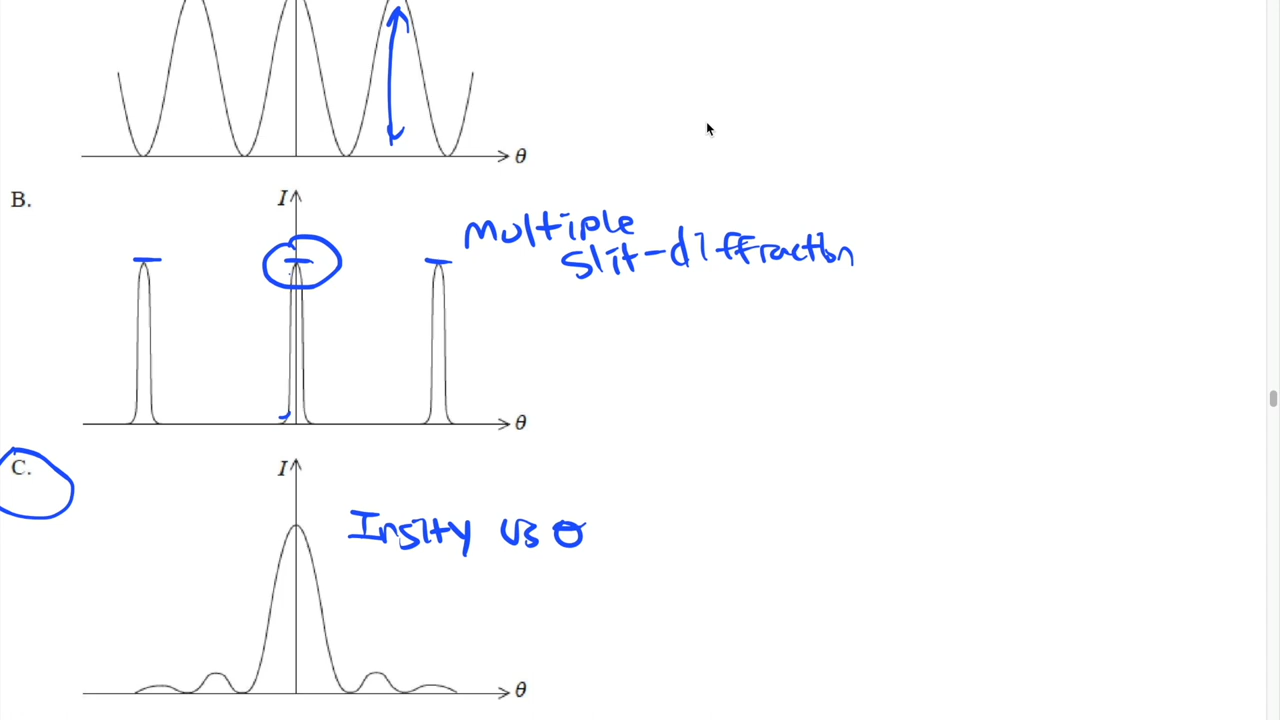 θ
B.
I
Multiple
Slit-diffraction
θ
C.
I
Insity vs θ
θ